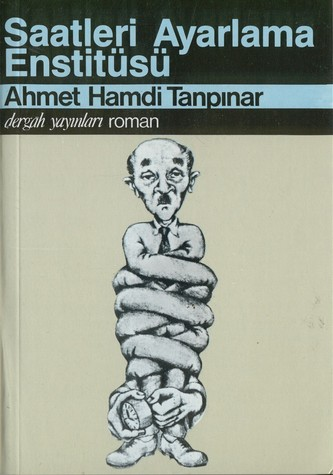 Saatleri Ayarlama
Enstitüsü
Ahmet Hamdi Tanpınar
dergah yayınları roman